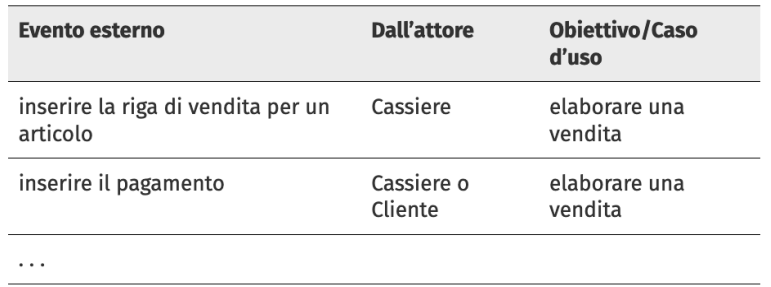 Evento esterno Dall’attore Obiettivo/Caso
d’uso
inserire la riga di vendita per un Cassiere elaborare una
articolo vendita
inserire il pagamento Cassiere o elaborare una
Cliente vendita
. . .